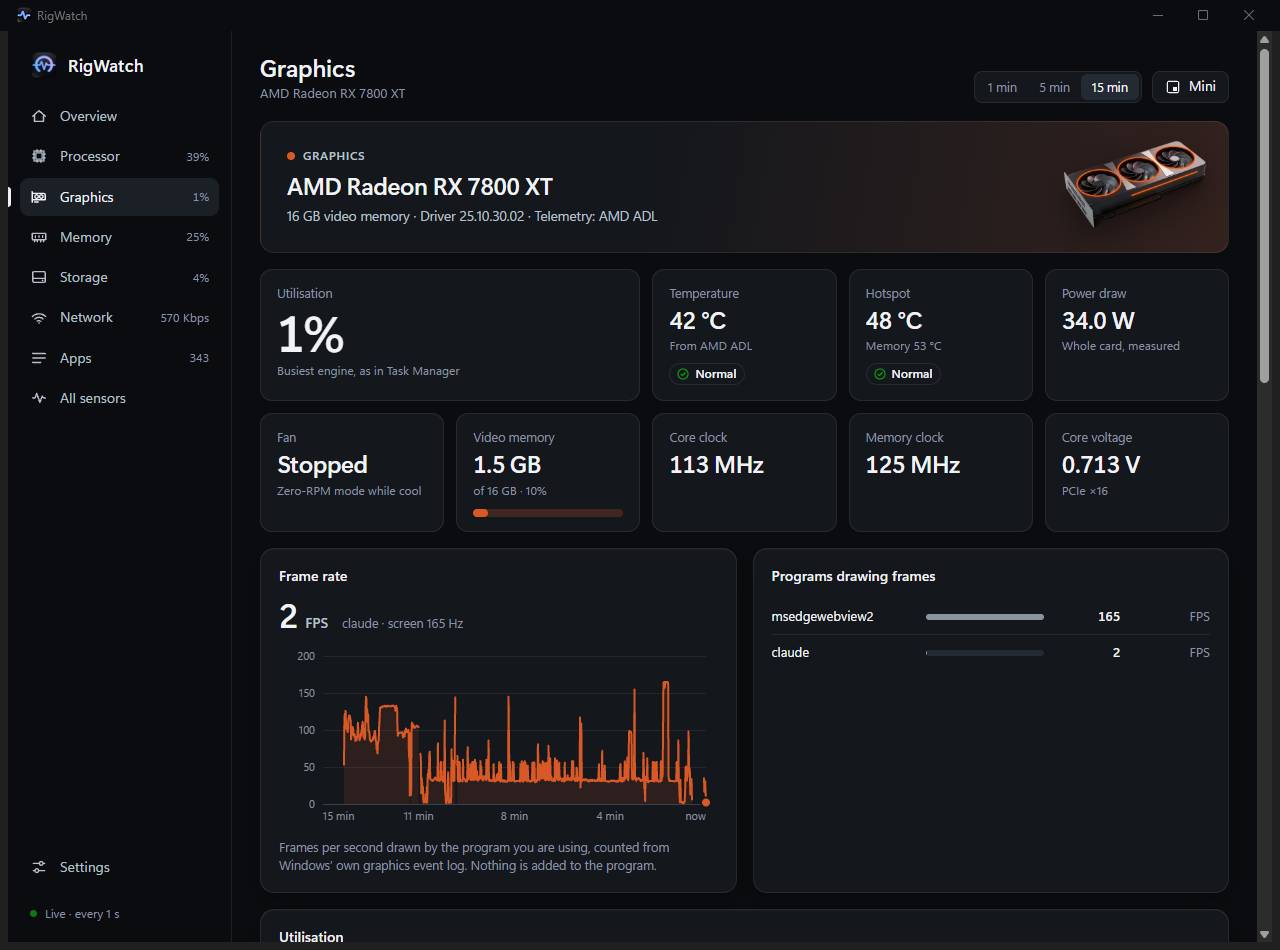 RigWatch
RigWatch
Overview
Processor 39%
Graphics 1%
Memory 25%
Storage 4%
Network 570 Kbps
Apps 343
All sensors
Settings
Live · every 1 s
Graphics
AMD Radeon RX 7800 XT
1 min 5 min 15 min Mini
GRAPHICS
AMD Radeon RX 7800 XT
16 GB video memory · Driver 25.10.30.02 · Telemetry: AMD ADL
Utilisation
1%
Busiest engine, as in Task Manager
Temperature
42 °C
From AMD ADL
Normal
Hotspot
48 °C
Memory 53 °C
Normal
Power draw
34.0 W
Whole card, measured
Fan
Stopped
Zero-RPM mode while cool
Video memory
1.5 GB
of 16 GB · 10%
Core clock
113 MHz
Memory clock
125 MHz
Core voltage
0.713 V
PCIe ×16
Frame rate
2 FPS claude · screen 165 Hz
200
150
100
50
0
15 min 11 min 8 min 4 min now
Frames per second drawn by the program you are using, counted from
Windows’ own graphics event log. Nothing is added to the program.
Programs drawing frames
msedgewebview2 165 FPS
claude 2 FPS
Utilisation